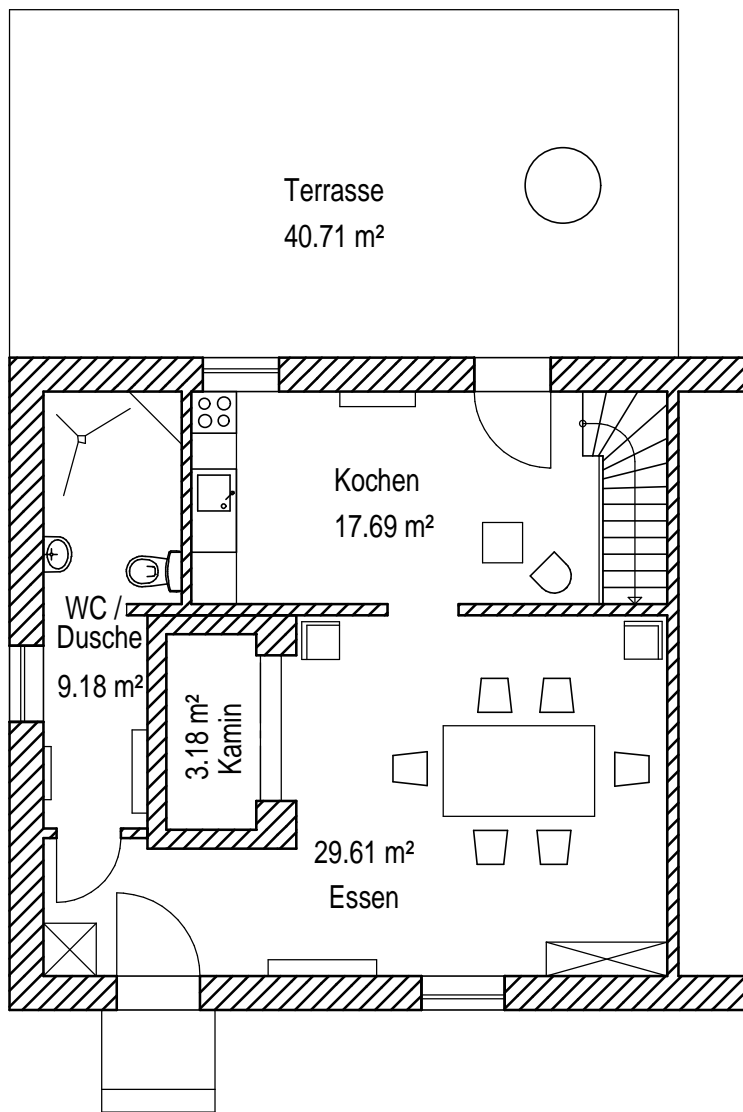 Terrasse
40.71 m²
Kochen
17.69 m²
WC /
Dusche
9.18 m²
3.18 m²
Kamin
29.61 m²
Essen